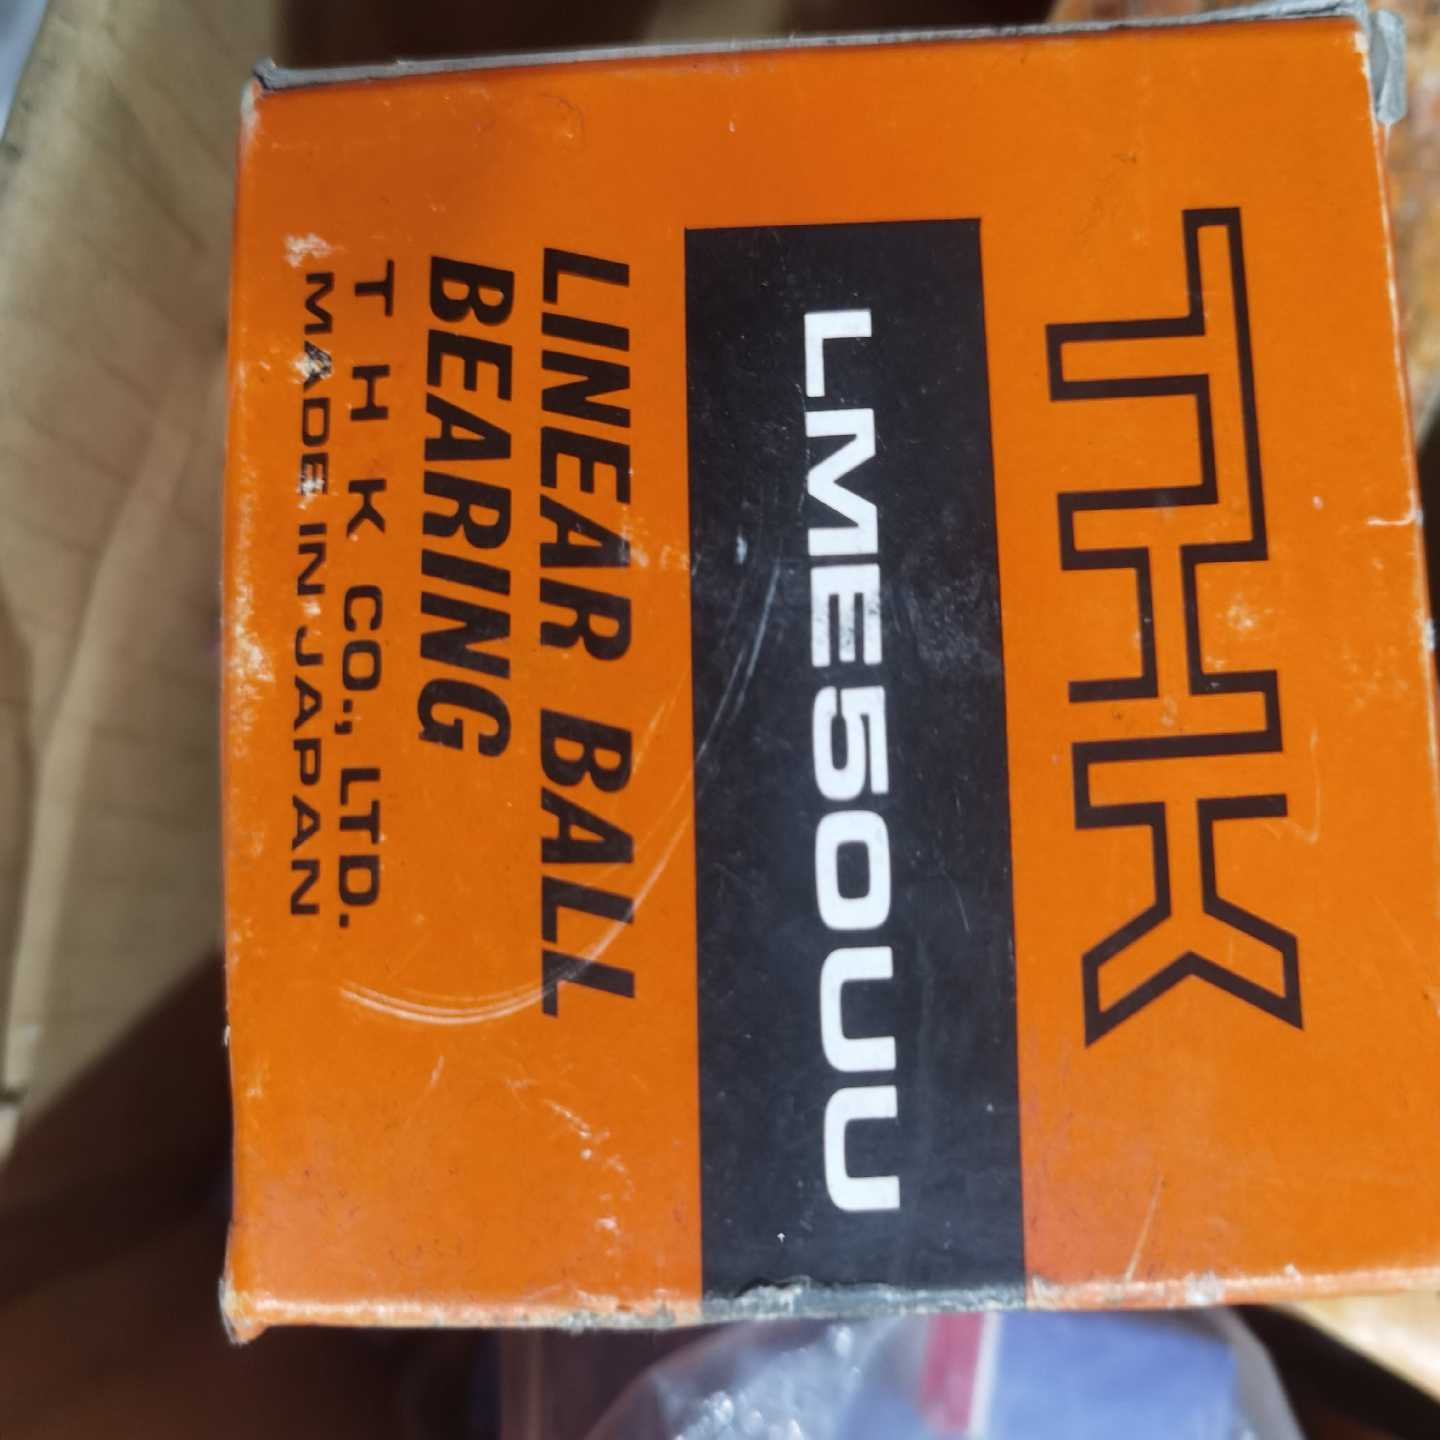 THK
LME50UU
LINEAR BALL
BEARING
T H K CO., LTD.
MADE IN JAPAN